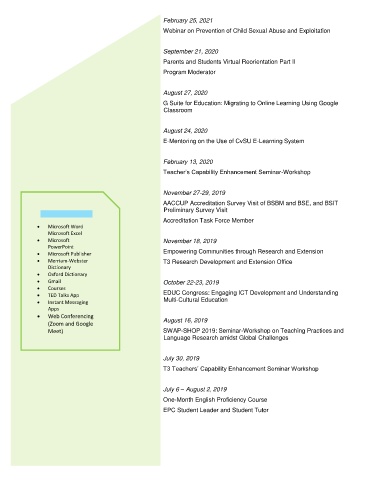 February 25, 2021
Webinar on Prevention of Child Sexual Abuse and Exploitation
September 21, 2020
Parents and Students Virtual Reorientation Part II
Program Moderator
August 27, 2020
G Suite for Education: Migrating to Online Learning Using Google
Classroom
August 24, 2020
E-Mentoring on the Use of CvSU E-Learning System
February 13, 2020
Teacher's Capability Enhancement Seminar-Workshop
November 27-29, 2019
AACCUP Accreditation Survey Visit of BSBM and BSE, and BSIT
Preliminary Survey Visit
Accreditation Task Force Member
November 18, 2019
Empowering Communities through Research and Extension
T3 Research Development and Extension Office
October 22-23, 2019
EDUC Congress: Engaging ICT Development and Understanding
Multi-Cultural Education
August 16, 2019
SWAP-SHOP 2019: Seminar-Workshop on Teaching Practices and
Language Research amidst Global Challenges
July 30, 2019
T3 Teachers' Capability Enhancement Seminar Workshop
July 6 – August 2, 2019
One-Month English Proficiency Course
EPC Student Leader and Student Tutor
• Microsoft Word
Microsoft Excel
• Microsoft
PowerPoint
• Microsoft Publisher
• Merriam-Webster
Dictionary
• Oxford Dictionary
• Gmail
• Courses
• TED Talks App
• Instant Messaging
Apps
• Web Conferencing
(Zoom and Google
Meet)